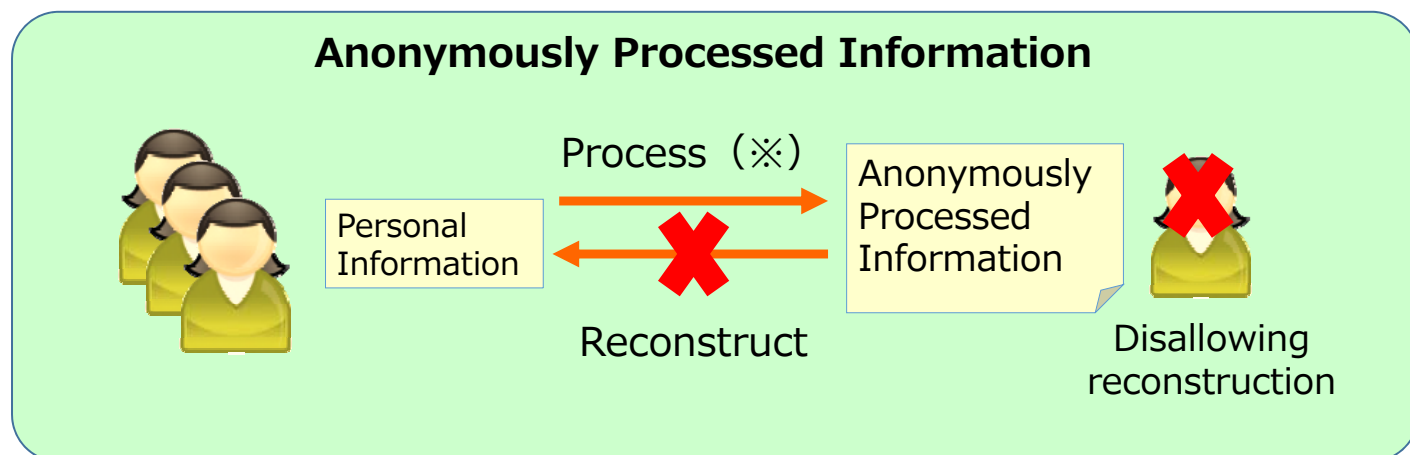 Anonymously Processed Information
Process（※）
Personal
Information
Anonymously
Processed
Information
Reconstruct
Disallowing
reconstruction